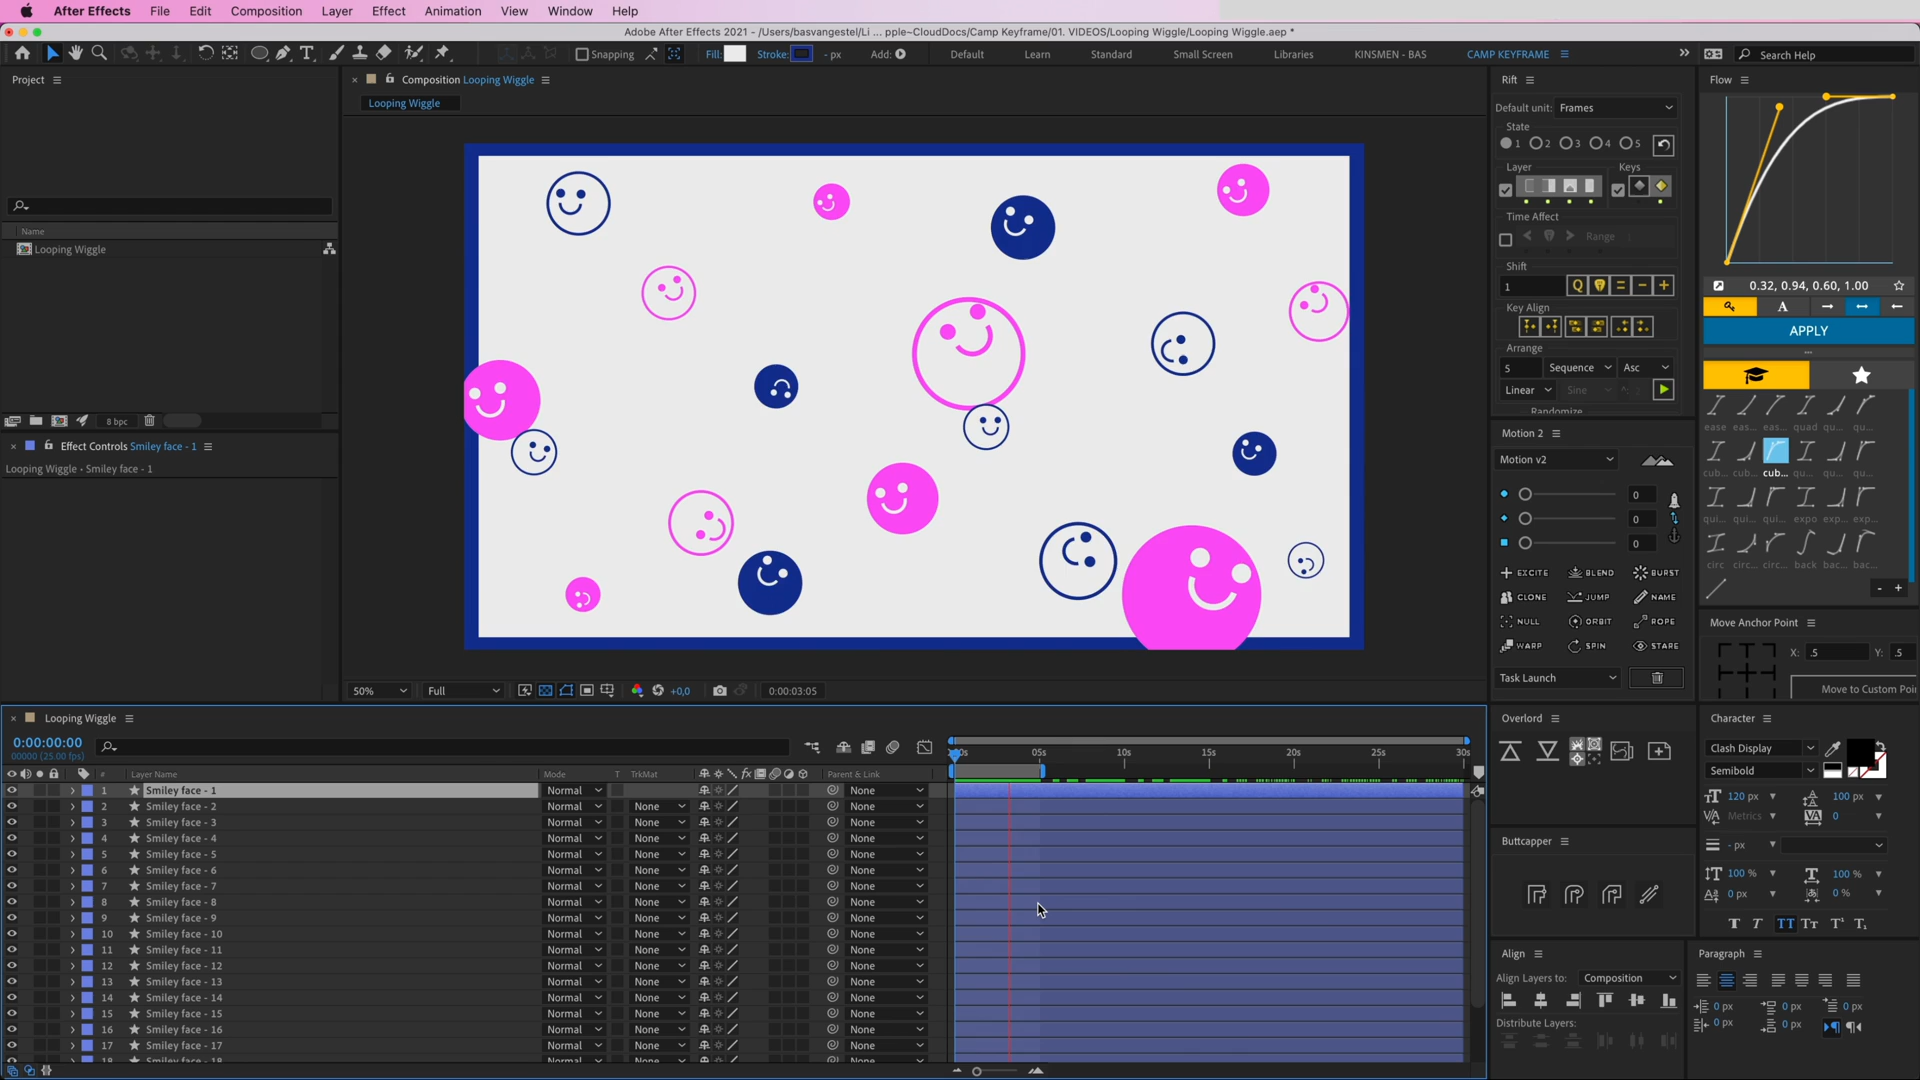 After Effects File Edit Composition Layer Effect Animation View Window Help
Adobe After Effects 2021 - /Users/basvangestel/Li ... pple~CloudDocs/Camp Keyframe/01. VIDEOS/Looping Wiggle/Looping Wiggle.aep *
Snapping Fill: Stroke: - px Add: Default Learn Standard Small Screen Libraries KINSMEN - BAS CAMP KEYFRAME Search Help
Project
Composition Looping Wiggle
Looping Wiggle
Name
Looping Wiggle
8 bpc
Effect Controls Smiley face - 1
Looping Wiggle • Smiley face - 1
50% Full +0,0 0:00:03:05
Rift
Default unit: Frames
State
1 2 3 4 5
Layer Keys
Time Affect
Range
Shift
1 Q
Key Align
Arrange
5 Sequence Asc
Linear Sine
Randomize
Motion 2
Motion v2
0
0
0
EXCITE BLEND BURST
CLONE JUMP NAME
NULL ORBIT ROPE
WARP SPIN STARE
Task Launch
Flow
0.32, 0.94, 0.60, 1.00
A
APPLY
ease eas... eas... quad qu... qu...
cub... cub... cub... qu... qu... qu...
qui... qui... qui... expo exp... exp...
circ circ... circ... back bac... bac...
Move Anchor Point
X: .5 Y: .5
Move to Custom Poi
Looping Wiggle
0:00:00:00
00000 (25.00 fps)
05s 10s 15s 20s 25s 30s
# Layer Name Mode T TrkMat Parent & Link
1 Smiley face - 1 Normal None
2 Smiley face - 2 Normal None None
3 Smiley face - 3 Normal None None
4 Smiley face - 4 Normal None None
5 Smiley face - 5 Normal None None
6 Smiley face - 6 Normal None None
7 Smiley face - 7 Normal None None
8 Smiley face - 8 Normal None None
9 Smiley face - 9 Normal None None
10 Smiley face - 10 Normal None None
11 Smiley face - 11 Normal None None
12 Smiley face - 12 Normal None None
13 Smiley face - 13 Normal None None
14 Smiley face - 14 Normal None None
15 Smiley face - 15 Normal None None
16 Smiley face - 16 Normal None None
17 Smiley face - 17 Normal None None
18 Smiley face - 18 Normal None None
Overlord
Buttcapper
Align
Align Layers to: Composition
Distribute Layers:
Character
Clash Display
Semibold
120 px 100 px
Metrics 0
- px
100 % 100 %
0 px 0 %
Paragraph
0 px 0 px 0 px
0 px 0 px